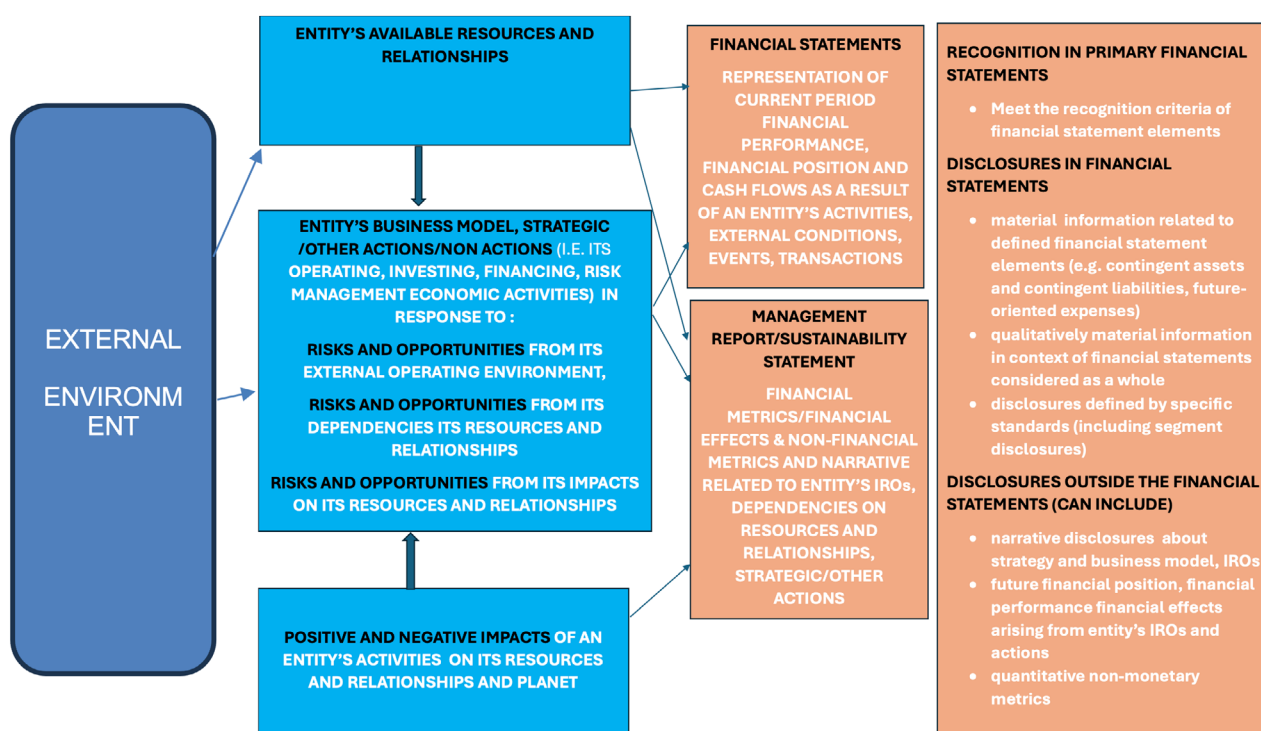 EXTERNAL
ENVIRONM
ENT
ENTITY'S AVAILABLE RESOURCES AND
RELATIONSHIPS
ENTITY'S BUSINESS MODEL, STRATEGIC
/OTHER ACTIONS/NON ACTIONS (I.E. ITS
OPERATING, INVESTING, FINANCING, RISK
MANAGEMENT ECONOMIC ACTIVITIES) IN
RESPONSE TO :
RISKS AND OPPORTUNITIES FROM ITS
EXTERNAL OPERATING ENVIRONMENT,
RISKS AND OPPORTUNITIES FROM ITS
DEPENDENCIES ITS RESOURCES AND
RELATIONSHIPS
RISKS AND OPPORTUNITIES FROM ITS IMPACTS
ON ITS RESOURCES AND RELATIONSHIPS
POSITIVE AND NEGATIVE IMPACTS OF AN
ENTITY'S ACTIVITIES ON ITS RESOURCES
AND RELATIONSHIPS AND PLANET
FINANCIAL STATEMENTS
REPRESENTATION OF
CURRENT PERIOD
FINANCIAL
PERFORMANCE,
FINANCIAL POSITION AND
CASH FLOWS AS A RESULT
OF AN ENTITY'S ACTIVITIES,
EXTERNAL CONDITIONS,
EVENTS, TRANSACTIONS
MANAGEMENT
REPORT/SUSTAINABILITY
STATEMENT
FINANCIAL
METRICS/FINANCIAL
EFFECTS & NON-FINANCIAL
METRICS AND NARRATIVE
RELATED TO ENTITY'S IROs,
DEPENDENCIES ON
RESOURCES AND
RELATIONSHIPS,
STRATEGIC/OTHER
ACTIONS
RECOGNITION IN PRIMARY FINANCIAL
STATEMENTS
• Meet the recognition criteria of
financial statement elements
DISCLOSURES IN FINANCIAL
STATEMENTS
• material information related to
defined financial statement
elements (e.g. contingent assets
and contingent liabilities, future-
oriented expenses)
• qualitatively material information
in context of financial statements
considered as a whole
• disclosures defined by specific
standards (including segment
disclosures)
DISCLOSURES OUTSIDE THE FINANCIAL
STATEMENTS (CAN INCLUDE)
• narrative disclosures about
strategy and business model, IROs
• future financial position, financial
performance financial effects
arising from entity's IROs and
actions
• quantitative non-monetary
metrics